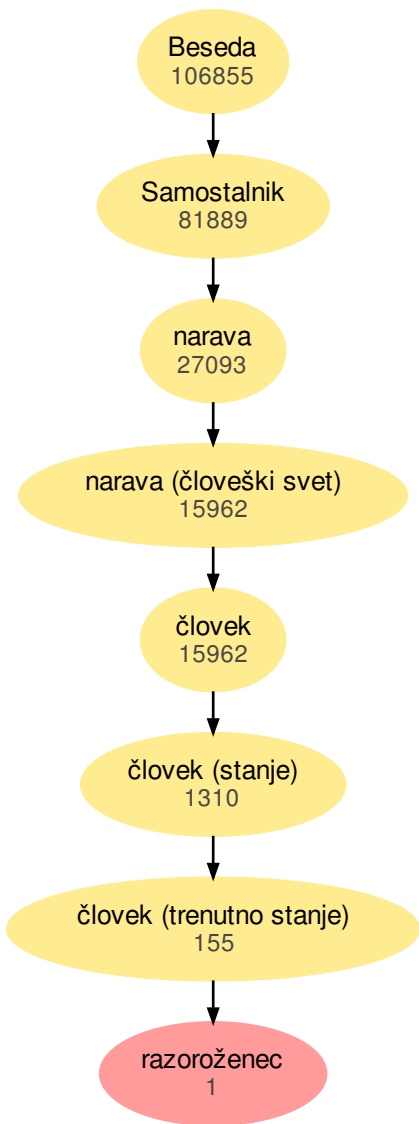 Beseda
106855
Samostalnik
81889
narava
27093
narava (človeški svet)
15962
človek
15962
človek (stanje)
1310
človek (trenutno stanje)
155
razoroženec
1